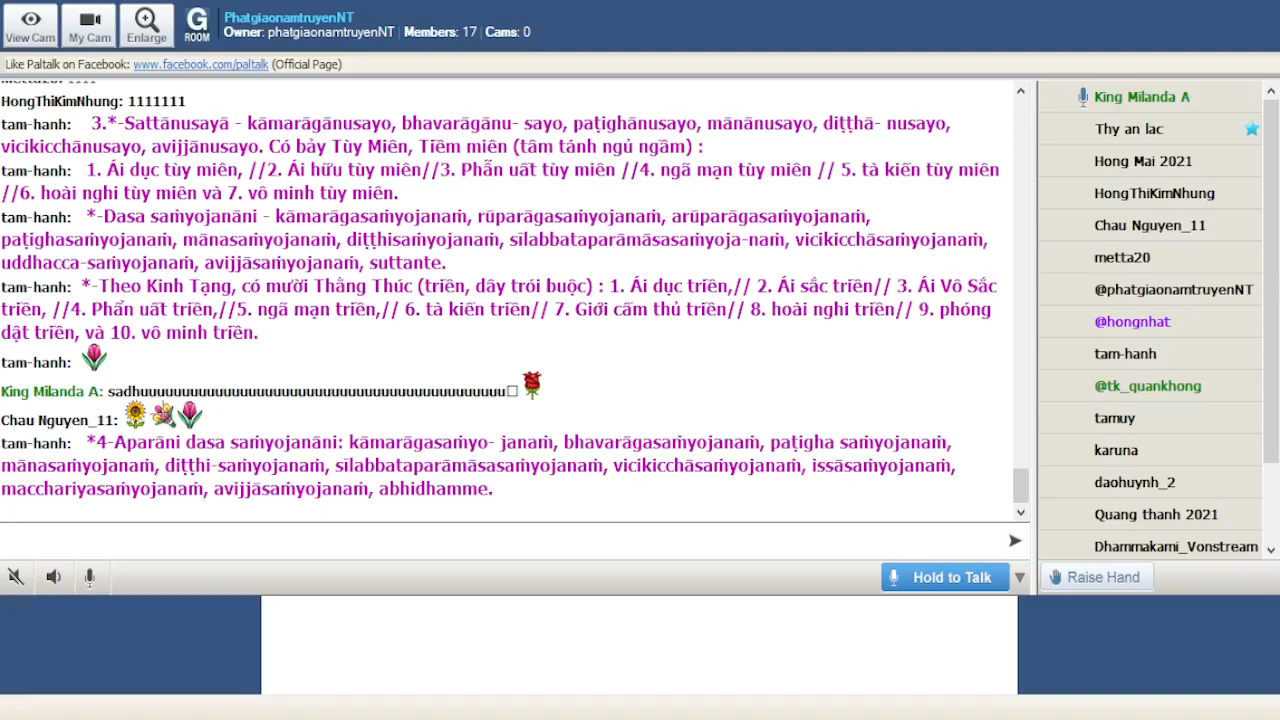 View Cam
My Cam
Enlarge
G
ROOM
PhatgiaonamtruyenNT
Owner: phatgiaonamtruyenNT | Members: 17 | Cams: 0
Like Paltalk on Facebook: www.facebook.com/paltalk (Official Page)
metta20: 1111
HongThiKimNhung: 1111111
tam-hanh: 3.*-Sattānusayā - kāmarāgānusayo, bhavarāgānu- sayo, paṭighānusayo, mānānusayo, diṭṭhā- nusayo,
vicikicchānusayo, avijjānusayo. Có bảy Tùy Miên, Tiềm miên (tâm tánh ngủ ngầm) :
tam-hanh: 1. Ái dục tùy miên, //2. Ái hữu tùy miên//3. Phẫn uất tùy miên //4. ngã mạn tùy miên // 5. tà kiến tùy miên
//6. hoài nghi tùy miên và 7. vô minh tùy miên.
tam-hanh: *-Dasa saṁyojanāni - kāmarāgasaṁyojanaṁ, rūparāgasaṁyojanaṁ, arūparāgasaṁyojanaṁ,
paṭighasaṁyojanaṁ, mānasaṁyojanaṁ, diṭṭhisaṁyojanaṁ, sīlabbataparāmāsasaṁyoja-naṁ, vicikicchāsaṁyojanaṁ,
uddhacca-saṁyojanaṁ, avijjāsaṁyojanaṁ, suttante.
tam-hanh: *-Theo Kinh Tạng, có mười Thằng Thúc (triền, dây trói buộc) : 1. Ái dục triền,// 2. Ái sắc triền// 3. Ái Vô Sắc
triền, //4. Phẩn uất triền,//5. ngã mạn triền,// 6. tà kiến triền// 7. Giới cấm thủ triền// 8. hoài nghi triền// 9. phóng
dật triền, và 10. vô minh triền.
tam-hanh:
King Milanda A: sadhuuuuuuuuuuuuuuuuuuuuuuuuuuuuuuuuuuuuuuuuuuuuuu□
Chau Nguyen_11:
tam-hanh: *4-Aparāni dasa saṁyojanāni: kāmarāgasaṁyo- janaṁ, bhavarāgasaṁyojanaṁ, paṭigha saṁyojanaṁ,
mānasaṁyojanaṁ, diṭṭhi-saṁyojanaṁ, sīlabbataparāmāsasaṁyojanaṁ, vicikicchāsaṁyojanaṁ, issāsaṁyojanaṁ,
macchariyasaṁyojanaṁ, avijjāsaṁyojanaṁ, abhidhamme.
Hold to Talk
King Milanda A
Thy an lac
Hong Mai 2021
HongThiKimNhung
Chau Nguyen_11
metta20
@phatgiaonamtruyenNT
@hongnhat
tam-hanh
@tk_quankhong
tamuy
karuna
daohuynh_2
Quang thanh 2021
Dhammakami_Vonstream
Raise Hand